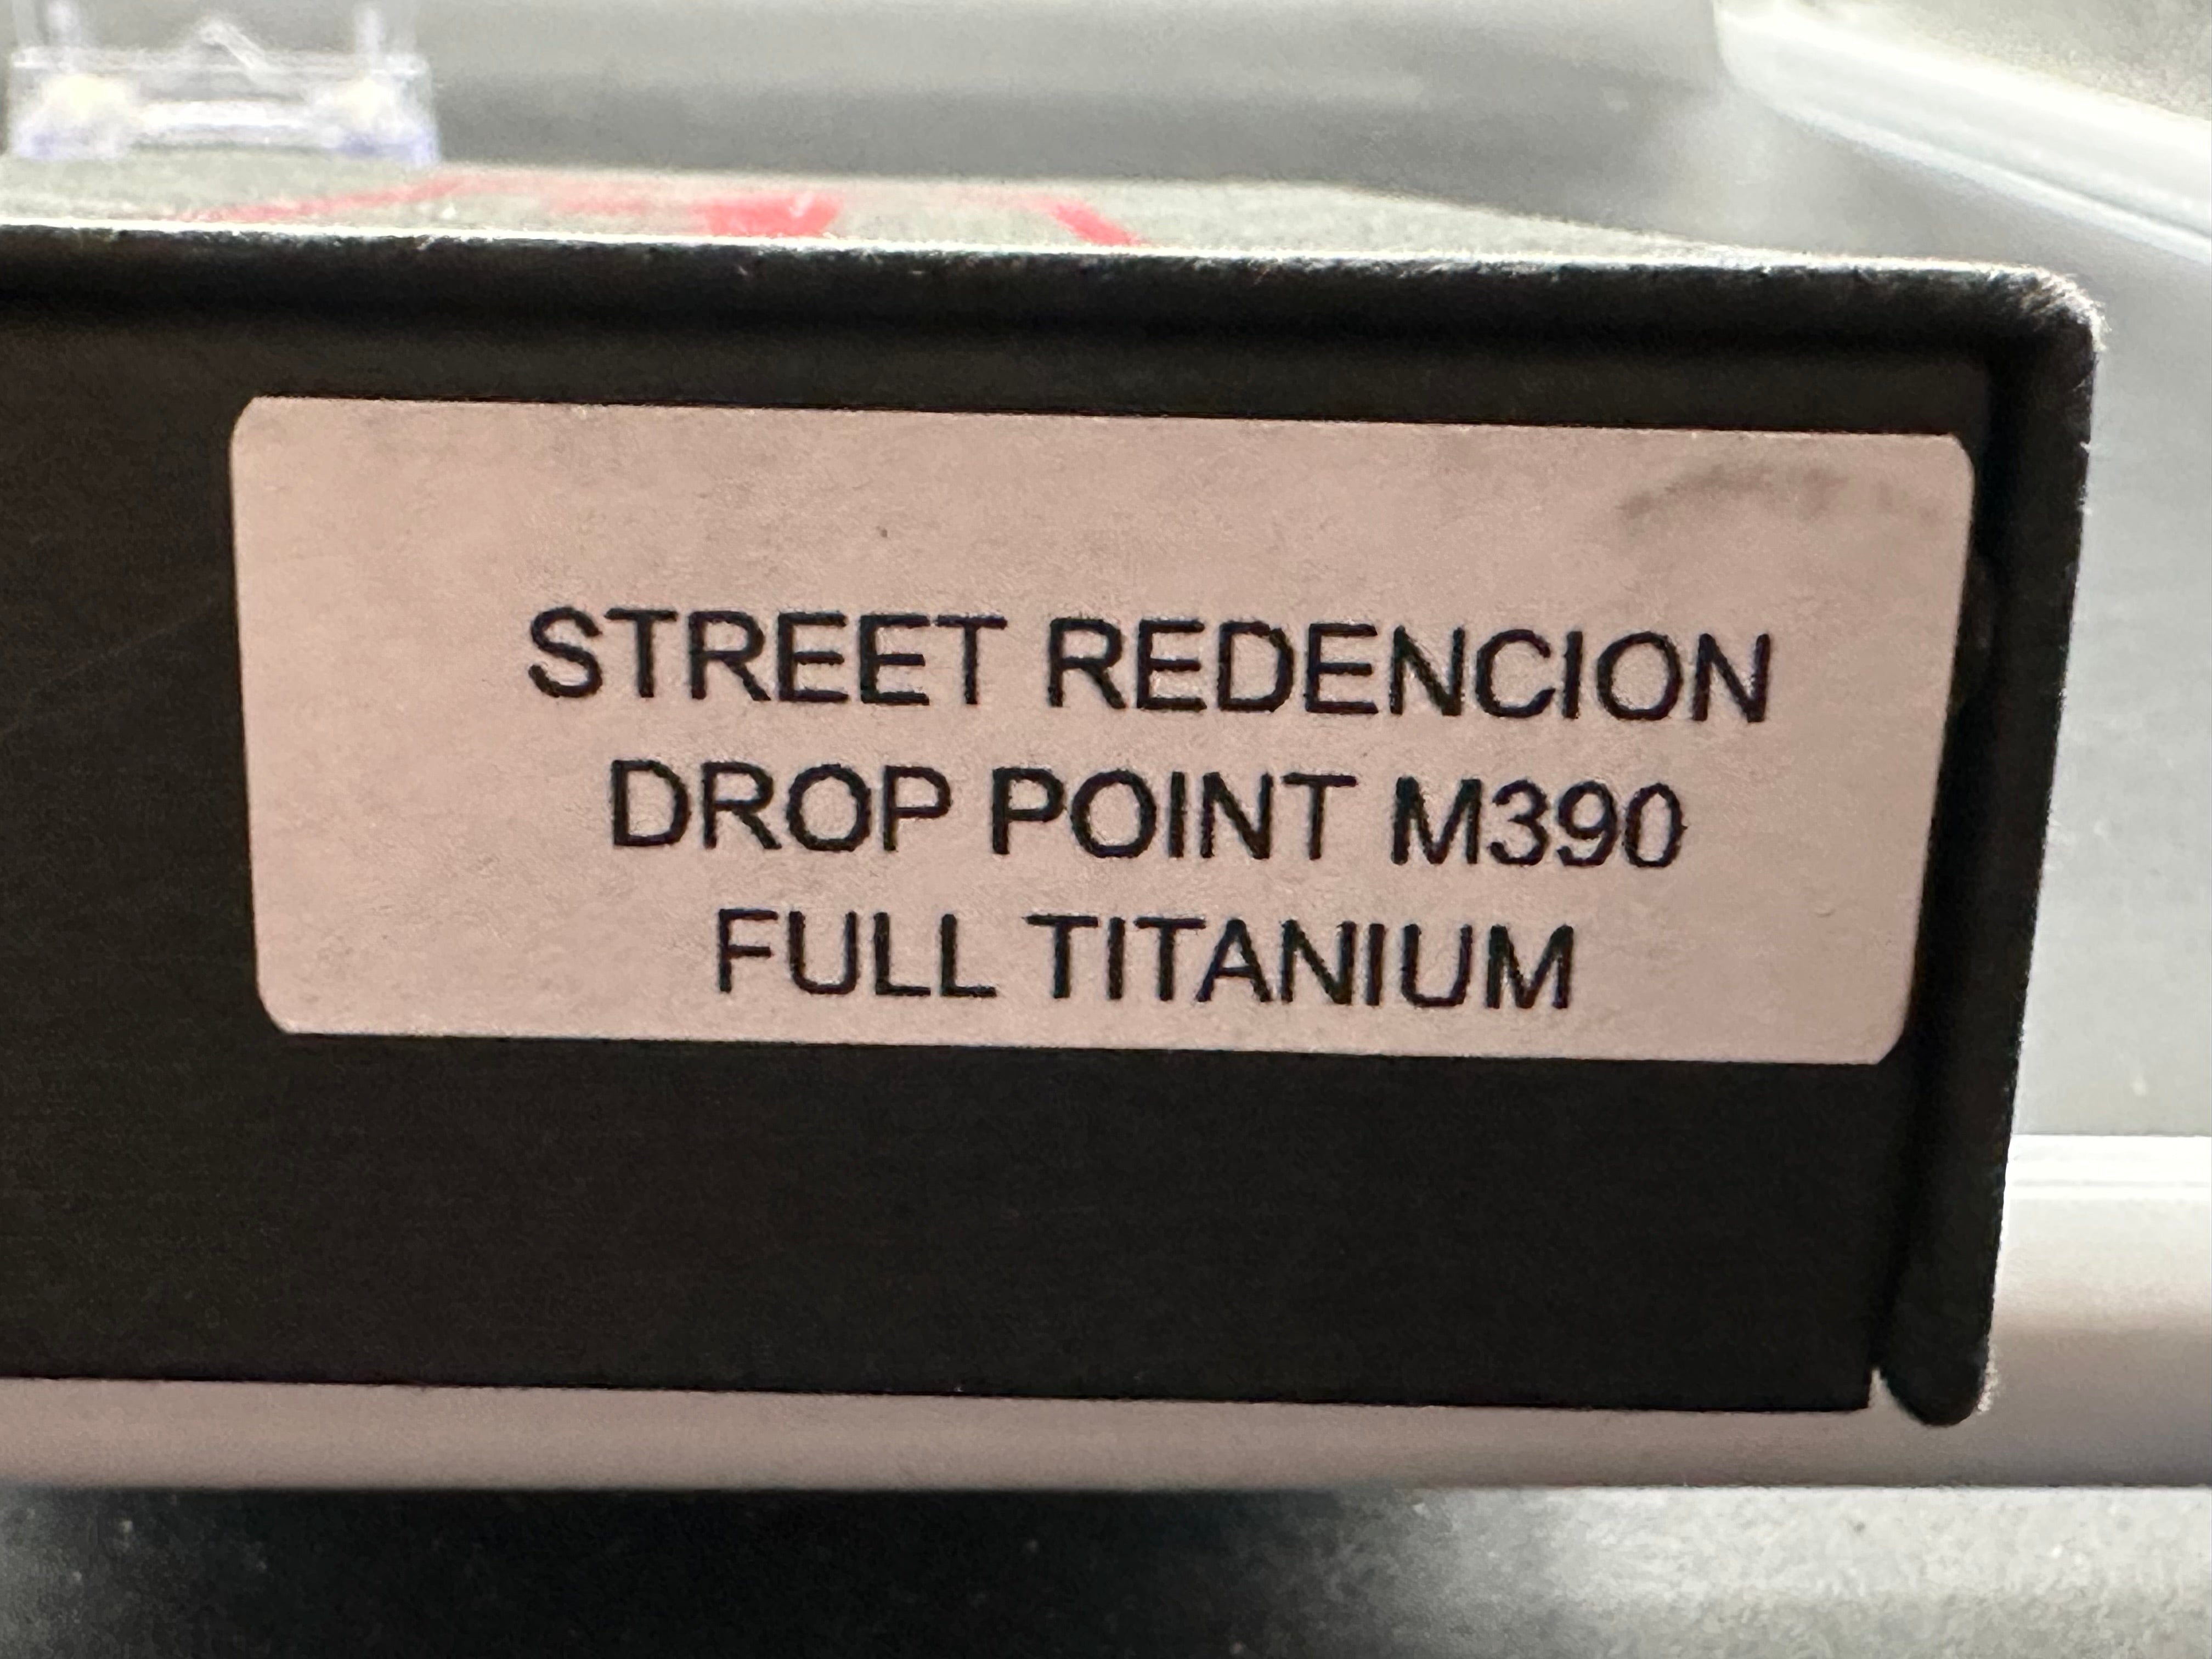 STREET REDENCION
DROP POINT M390
FULL TITANIUM